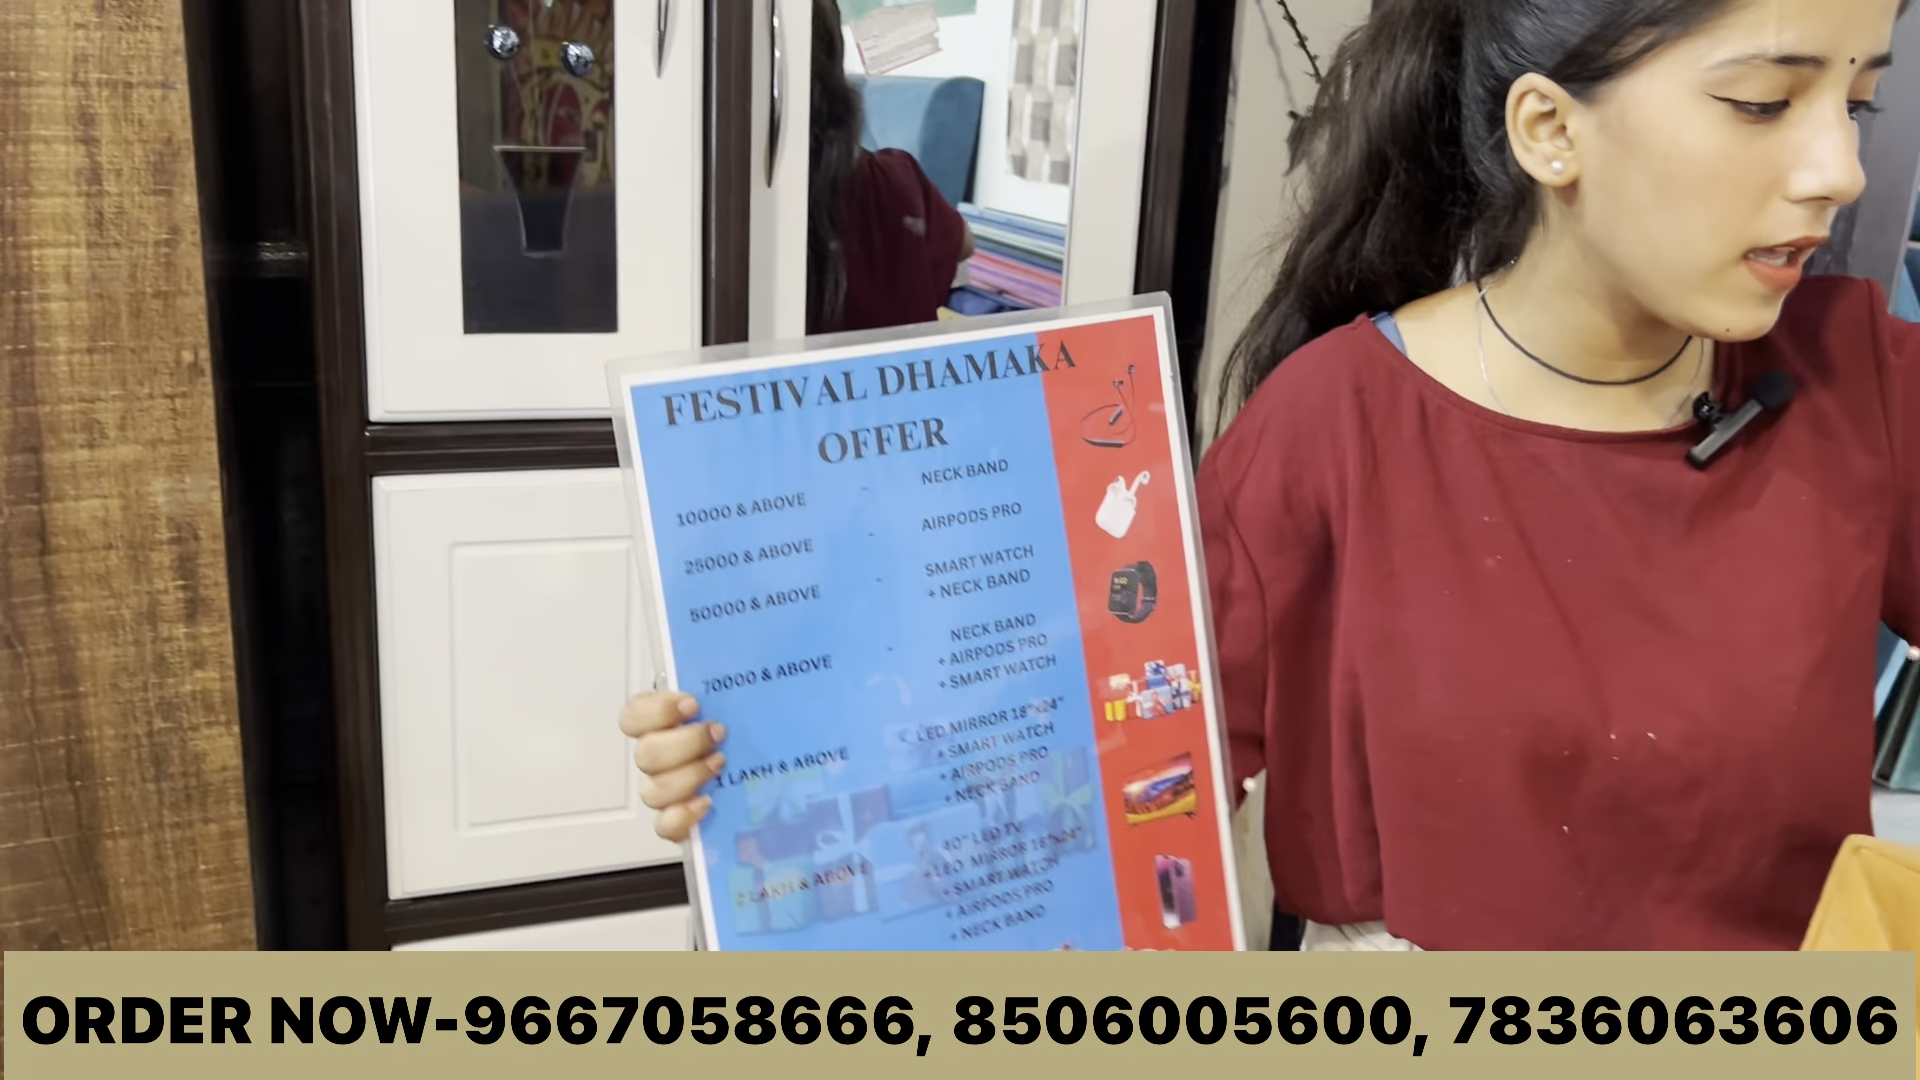 FESTIVAL DHAMAKA
OFFER
10000 & ABOVE - NECK BAND
25000 & ABOVE - AIRPODS PRO
50000 & ABOVE - SMART WATCH
+ NECK BAND
70000 & ABOVE - NECK BAND
+ AIRPODS PRO
+ SMART WATCH
1 LAKH & ABOVE LED MIRROR 18"x24"
+ SMART WATCH
+ AIRPODS PRO
+ NECK BAND
2 LAKH & ABOVE 40" LED TV
+LED MIRROR 18"x24"
+ SMART WATCH
+ AIRPODS PRO
+ NECK BAND
ORDER NOW-9667058666, 8506005600, 7836063606